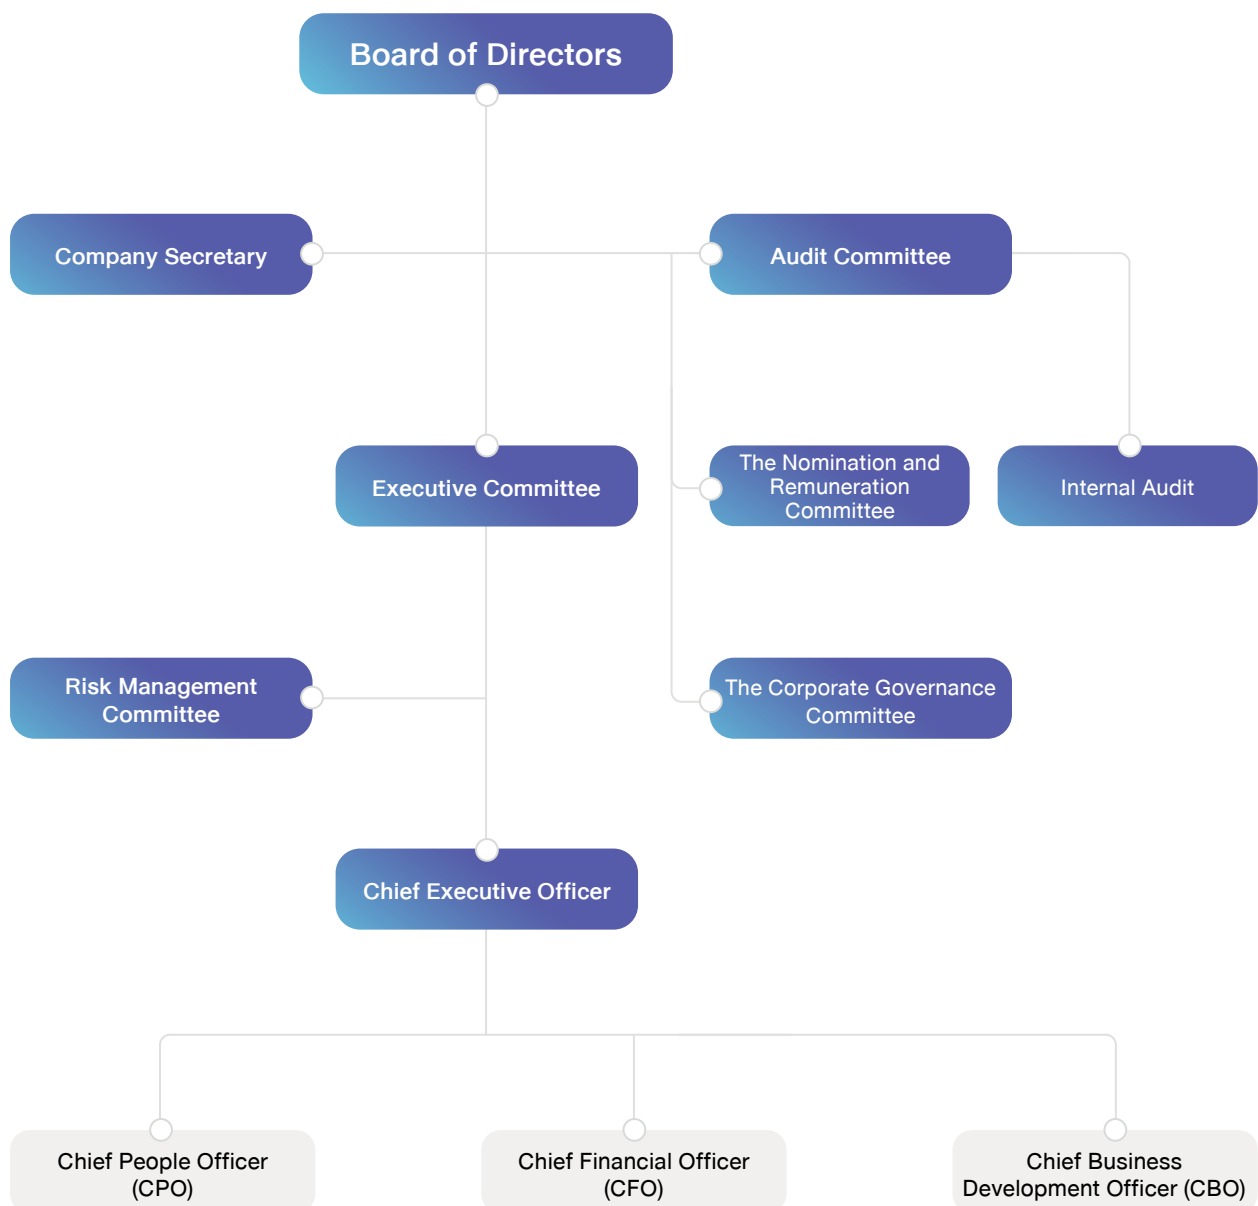 Board of Directors
Company Secretary
Audit Committee
Executive Committee
The Nomination and
Remuneration
Committee
Internal Audit
Risk Management
Committee
The Corporate Governance
Committee
Chief Executive Officer
Chief People Officer
(CPO)
Chief Financial Officer
(CFO)
Chief Business
Development Officer (CBO)